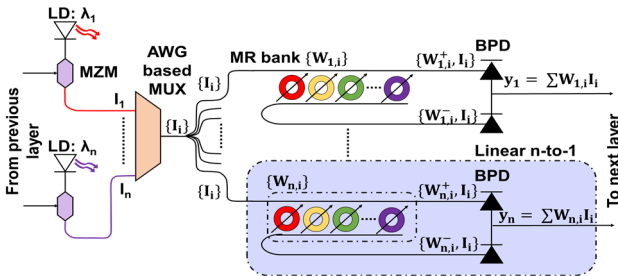 LD: λ₁
MZM
I₁
From previous layer
LD: λₙ
Iₙ
AWG based MUX
{Iᵢ}
{Iᵢ}
{Iᵢ}
MR bank {W₁,ᵢ}
{W⁺₁,ᵢ, Iᵢ}
BPD
y₁ = ∑W₁,ᵢIᵢ
{W⁻₁,ᵢ, Iᵢ}
Linear n-to-1
{Wₙ,ᵢ}
{W⁺ₙ,ᵢ, Iᵢ}
BPD
yₙ = ∑Wₙ,ᵢIᵢ
{W⁻ₙ,ᵢ, Iᵢ}
To next layer